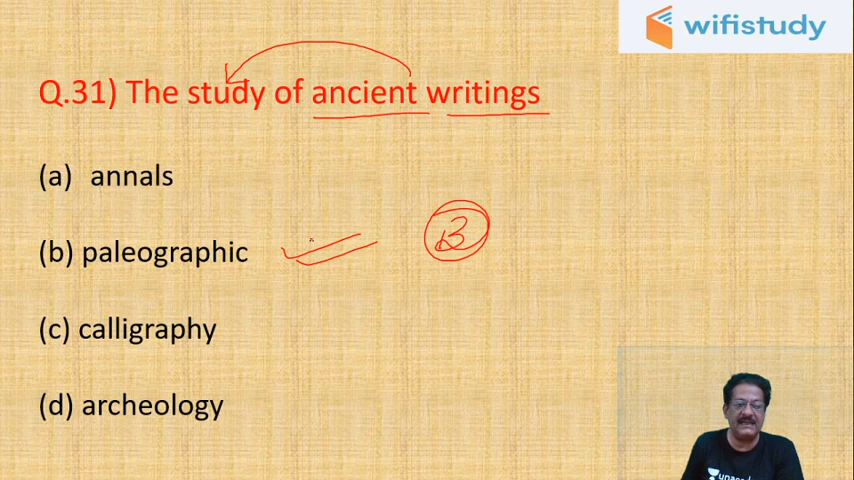 wifistudy
Q.31) The study of ancient writings
(a) annals
(b) paleographic
B
(c) calligraphy
(d) archeology